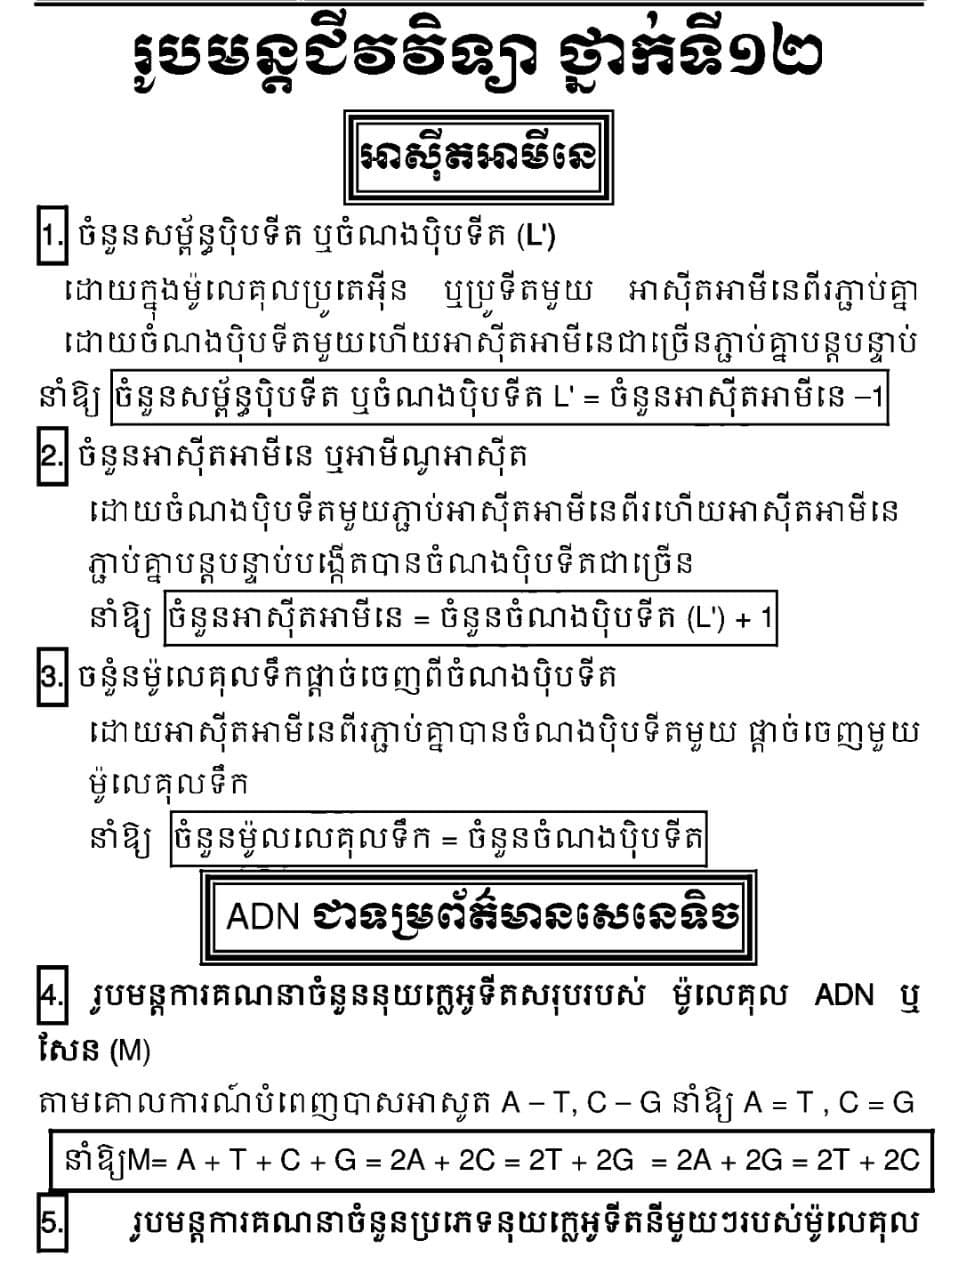 រូបមន្តជីវវិទ្យា ថ្នាក់ទី១២
អាស៊ីតអាមីនេ
1. ចំនួនសម្ព័ន្ធប៉ិបទីត ឬចំណងប៉ិបទីត (L')
ដោយក្នុងម៉ូលេគុលប្រូតេអ៊ីន ឬប្រូទីតមួយ អាស៊ីតអាមីនេពីរភ្ជាប់គ្នា
ដោយចំណងប៉ិបទីតមួយហើយអាស៊ីតអាមីនេជាច្រើនភ្ជាប់គ្នាបន្តបន្ទាប់
នាំឱ្យ ចំនួនសម្ព័ន្ធប៉ិបទីត ឬចំណងប៉ិបទីត L' = ចំនួនអាស៊ីតអាមីនេ –1
2. ចំនួនអាស៊ីតអាមីនេ ឬអាមីណូអាស៊ីត
ដោយចំណងប៉ិបទីតមួយភ្ជាប់អាស៊ីតអាមីនេពីរហើយអាស៊ីតអាមីនេ
ភ្ជាប់គ្នាបន្តបន្ទាប់បង្កើតបានចំណងប៉ិបទីតជាច្រើន
នាំឱ្យ ចំនួនអាស៊ីតអាមីនេ = ចំនួនចំណងប៉ិបទីត (L') + 1
3. ចនួំនម៉ូលេគុលទឹកផ្តាច់ចេញពីចំណងប៉ិបទីត
ដោយអាស៊ីតអាមីនេពីរភ្ជាប់គ្នាបានចំណងប៉ិបទីតមួយ ផ្តាច់ចេញមួយ
ម៉ូលេគុលទឹក
នាំឱ្យ ចំនួនម៉ូលលេគុលទឹក = ចំនួនចំណងប៉ិបទីត
ADN ជាទម្រព័ត៌មានសេនេទិច
4. រូបមន្តការគណនាចំនួននុយក្លេអូទីតសរុបរបស់ ម៉ូលេគុល ADN ឬ
សែន (M)
តាមគោលការណ៍បំពេញបាសអាសូត A – T, C – G នាំឱ្យ A = T , C = G
នាំឱ្យM= A + T + C + G = 2A + 2C = 2T + 2G = 2A + 2G = 2T + 2C
5. រូបមន្តការគណនាចំនួនប្រភេទនុយក្លេអូទីតនីមួយៗរបស់ម៉ូលេគុល